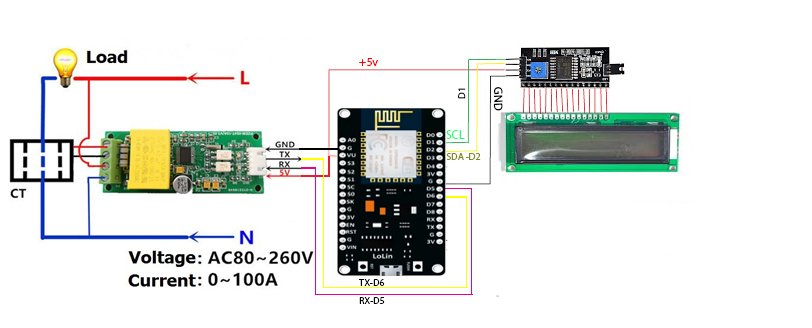 Load
L
+5v
D1
GND
SCL
SDA -D2
GND
TX
RX
5V
CT
N
Voltage: AC80~260V
Current: 0~100A
A0
G
VU
S3
S2
S1
SC
S0
SK
G
3V
EN
RST
G
VIN
D0
D1
D2
D3
D4
3V
G
D5
D6
D7
D8
RX
TX
G
3V
LoLin
TX-D6
RX-D5